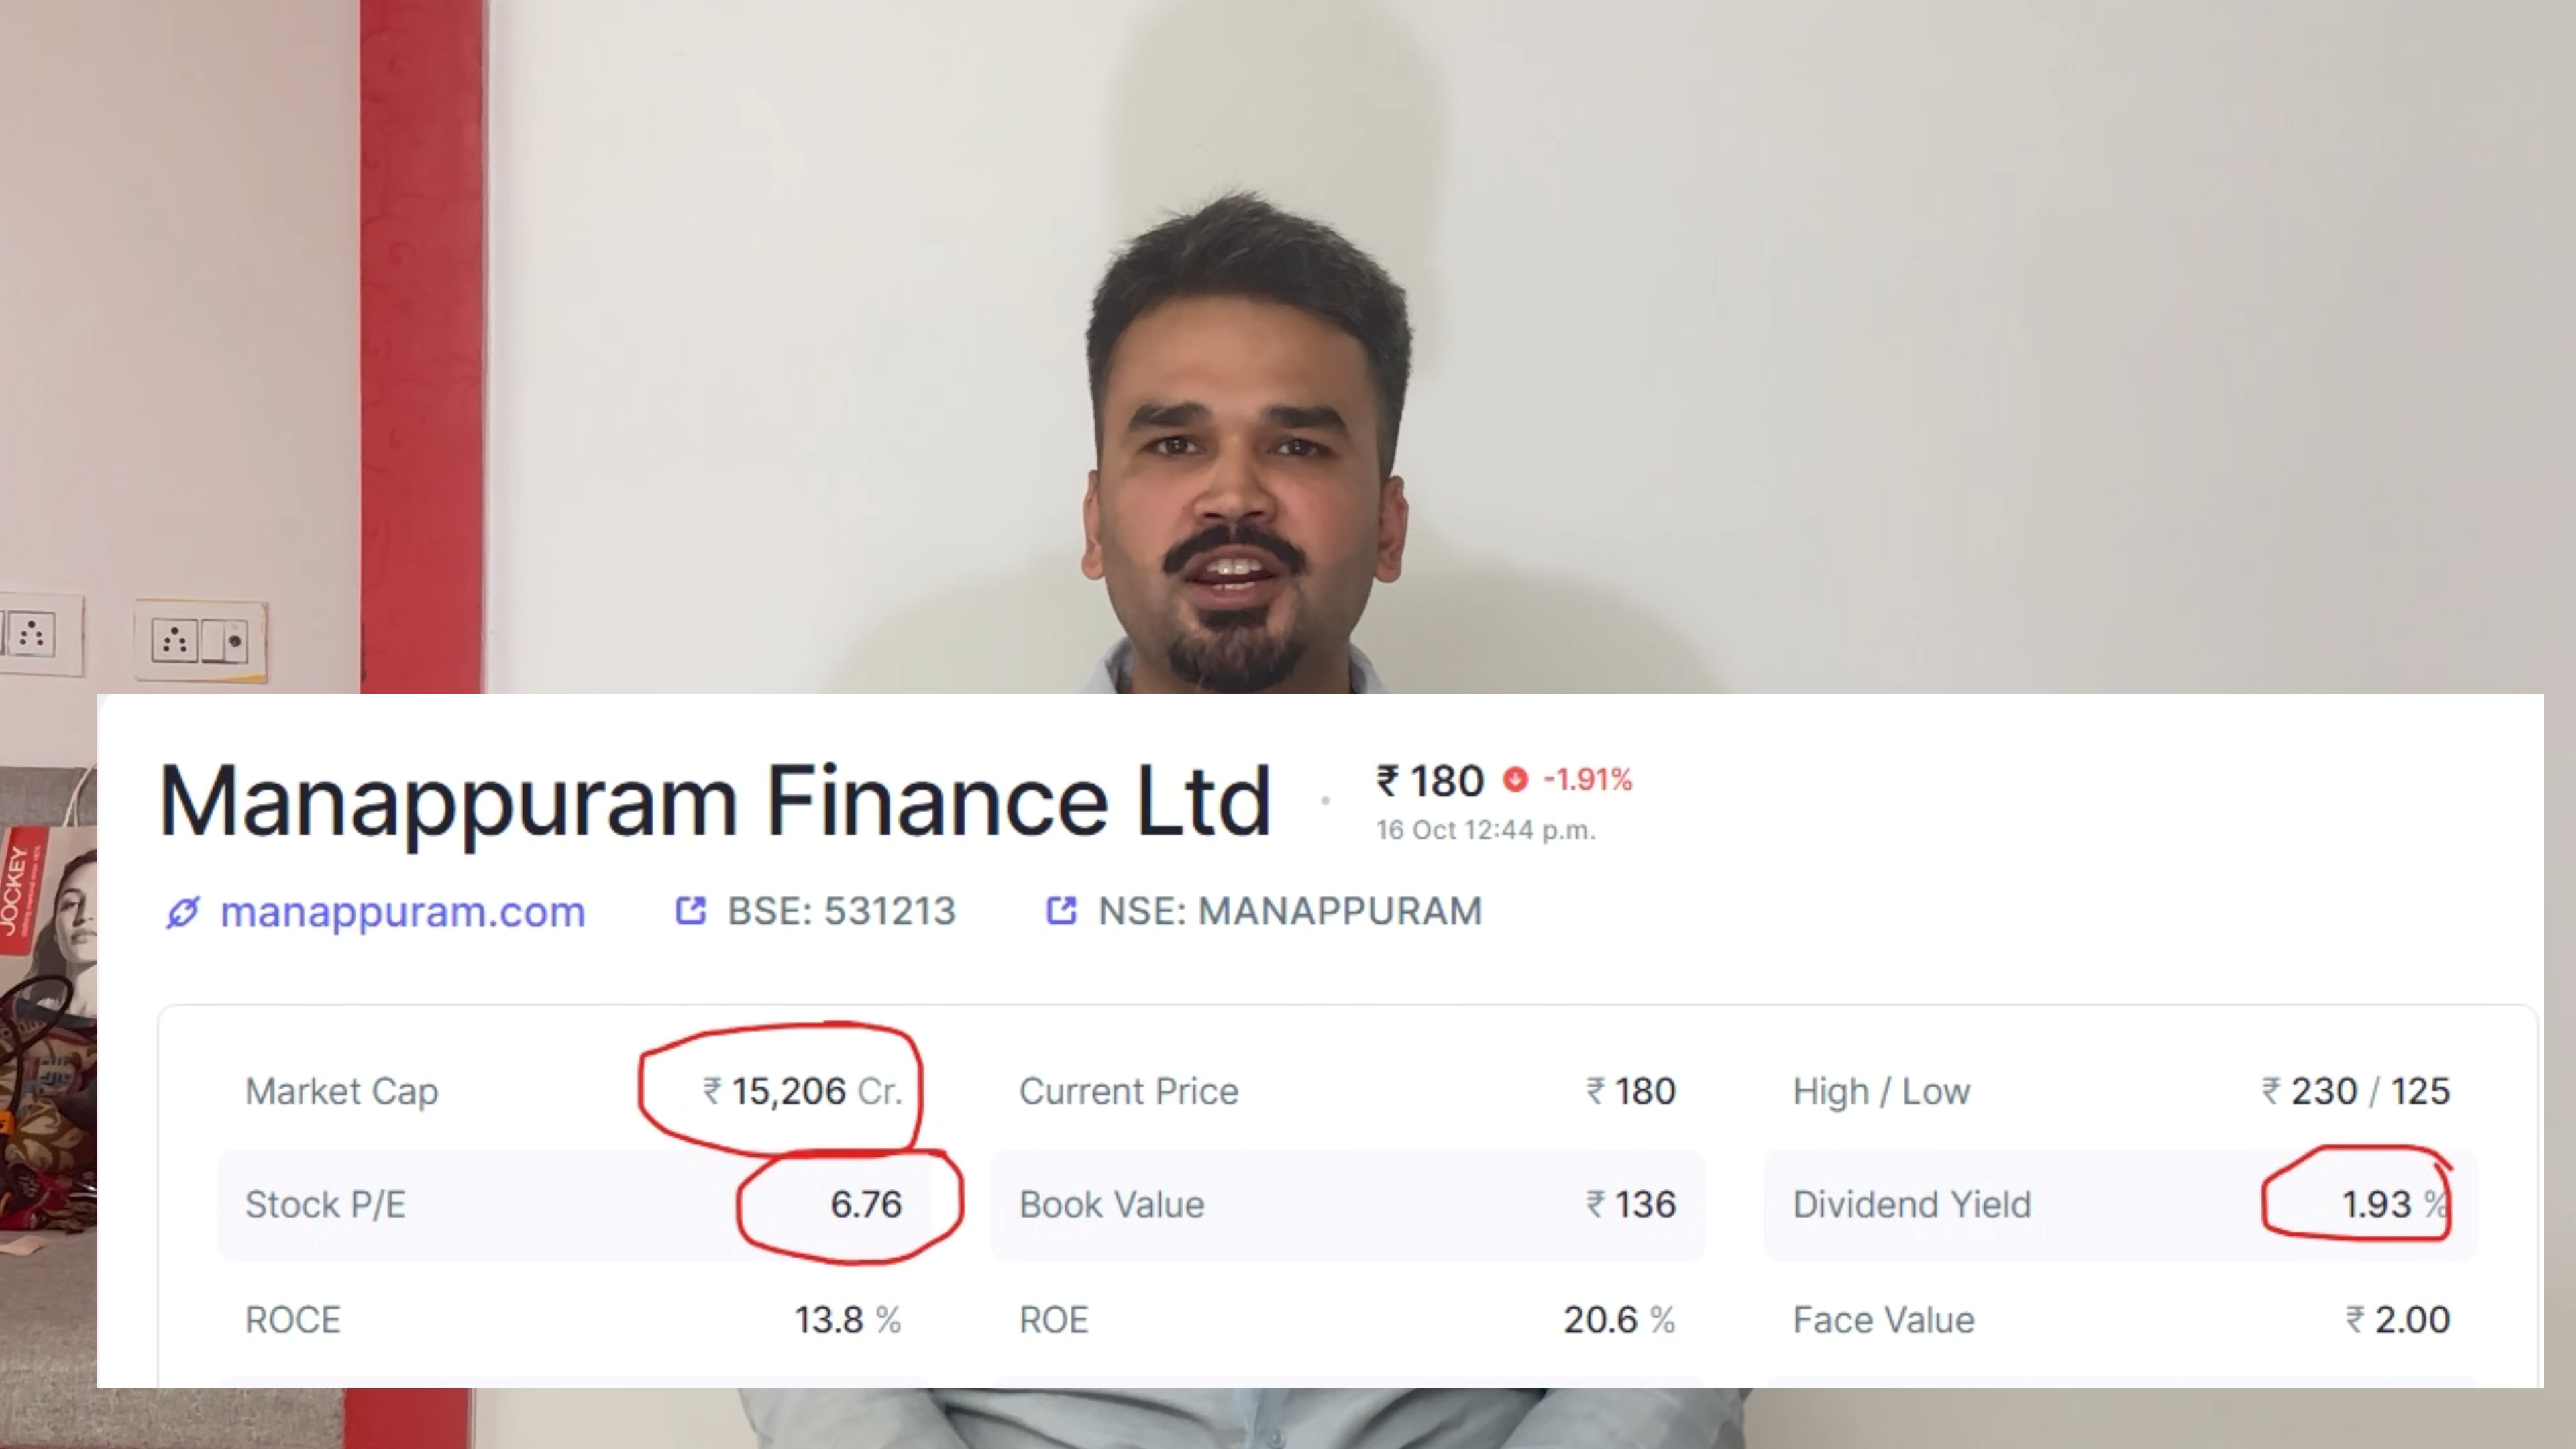 Manappuram Finance Ltd
₹ 180 -1.91%
16 Oct 12:44 p.m.
manappuram.com BSE: 531213 NSE: MANAPPURAM
Market Cap ₹ 15,206 Cr. Current Price ₹ 180 High / Low ₹ 230 / 125
Stock P/E 6.76 Book Value ₹ 136 Dividend Yield 1.93 %
ROCE 13.8 % ROE 20.6 % Face Value ₹ 2.00
JOCKEY